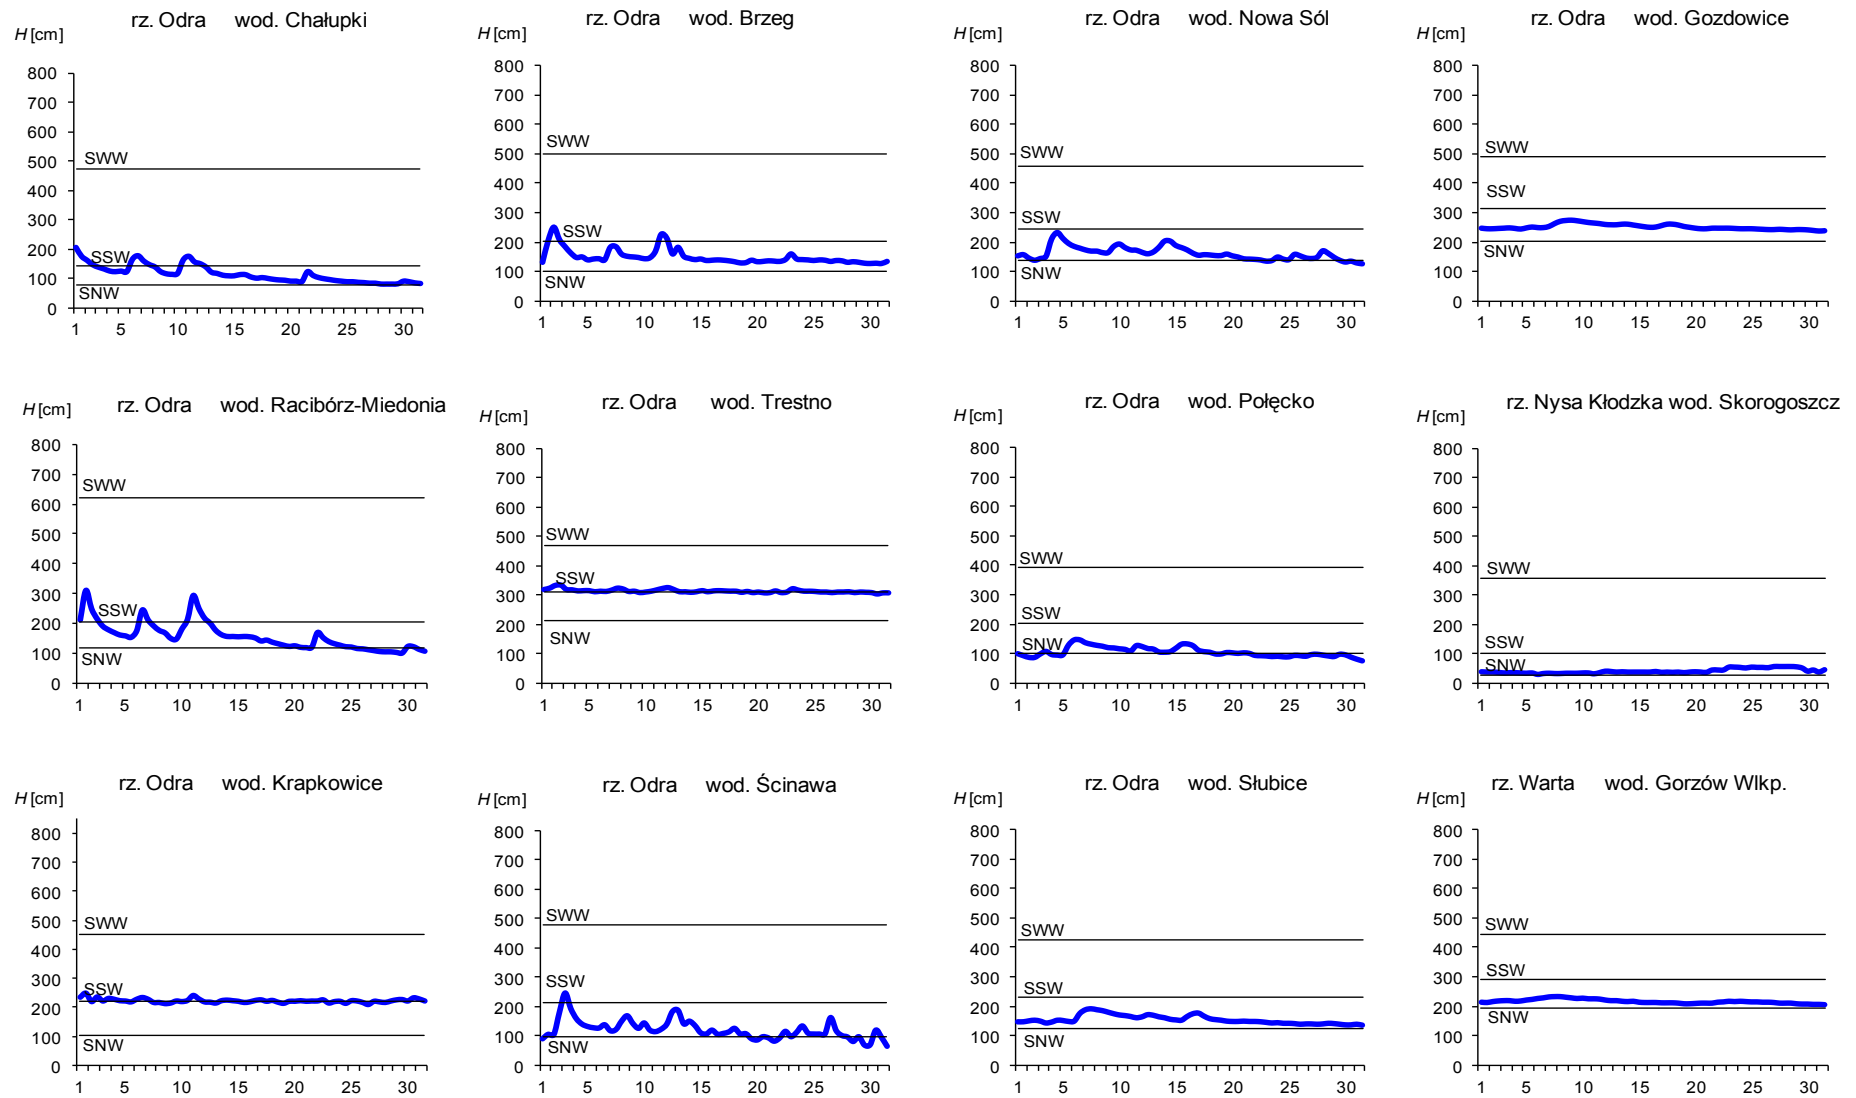 rz. Odra wod. Chałupki
H [cm]
800
700
600
500
400
300
200
100
0
SWW
SSW
SNW
1 5 10 15 20 25 30
rz. Odra wod. Brzeg
H [cm]
800
700
600
500
400
300
200
100
0
SWW
SSW
SNW
1 5 10 15 20 25 30
rz. Odra wod. Nowa Sól
H [cm]
800
700
600
500
400
300
200
100
0
SWW
SSW
SNW
1 5 10 15 20 25 30
rz. Odra wod. Gozdowice
H [cm]
800
700
600
500
400
300
200
100
0
SWW
SSW
SNW
1 5 10 15 20 25 30
rz. Odra wod. Racibórz-Miedonia
H [cm]
800
700
600
500
400
300
200
100
0
SWW
SSW
SNW
1 5 10 15 20 25 30
rz. Odra wod. Trestno
H [cm]
800
700
600
500
400
300
200
100
0
SWW
SSW
SNW
1 5 10 15 20 25 30
rz. Odra wod. Połęcko
H [cm]
800
700
600
500
400
300
200
100
0
SWW
SSW
SNW
1 5 10 15 20 25 30
rz. Nysa Kłodzka wod. Skorogoszcz
H [cm]
800
700
600
500
400
300
200
100
0
SWW
SSW
SNW
1 5 10 15 20 25 30
rz. Odra wod. Krapkowice
H [cm]
800
700
600
500
400
300
200
100
0
SWW
SSW
SNW
1 5 10 15 20 25 30
rz. Odra wod. Ścinawa
H [cm]
800
700
600
500
400
300
200
100
0
SWW
SSW
SNW
1 5 10 15 20 25 30
rz. Odra wod. Słubice
H [cm]
800
700
600
500
400
300
200
100
0
SWW
SSW
SNW
1 5 10 15 20 25 30
rz. Warta wod. Gorzów Wlkp.
H [cm]
800
700
600
500
400
300
200
100
0
SWW
SSW
SNW
1 5 10 15 20 25 30